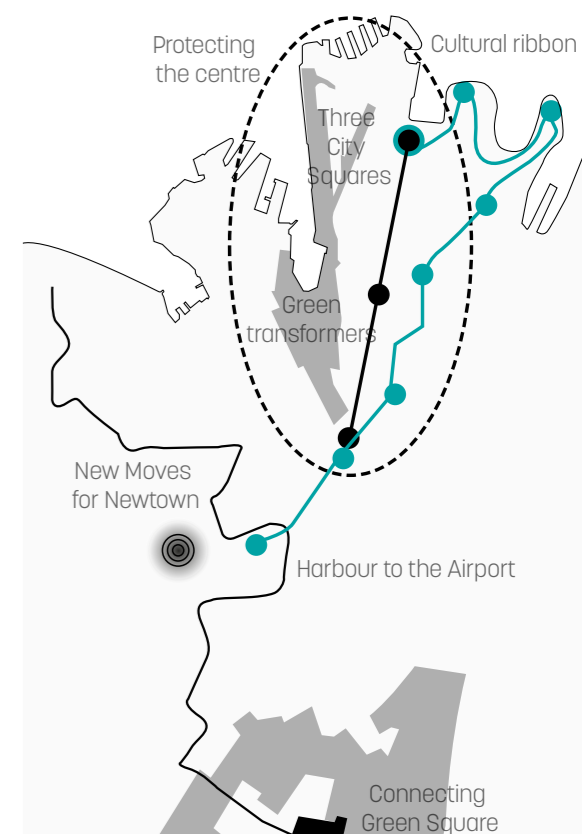 Protecting
the centre
Cultural ribbon
Three
City
Squares
Green
transformers
New Moves
for Newtown
Harbour to the Airport
Connecting
Green Square